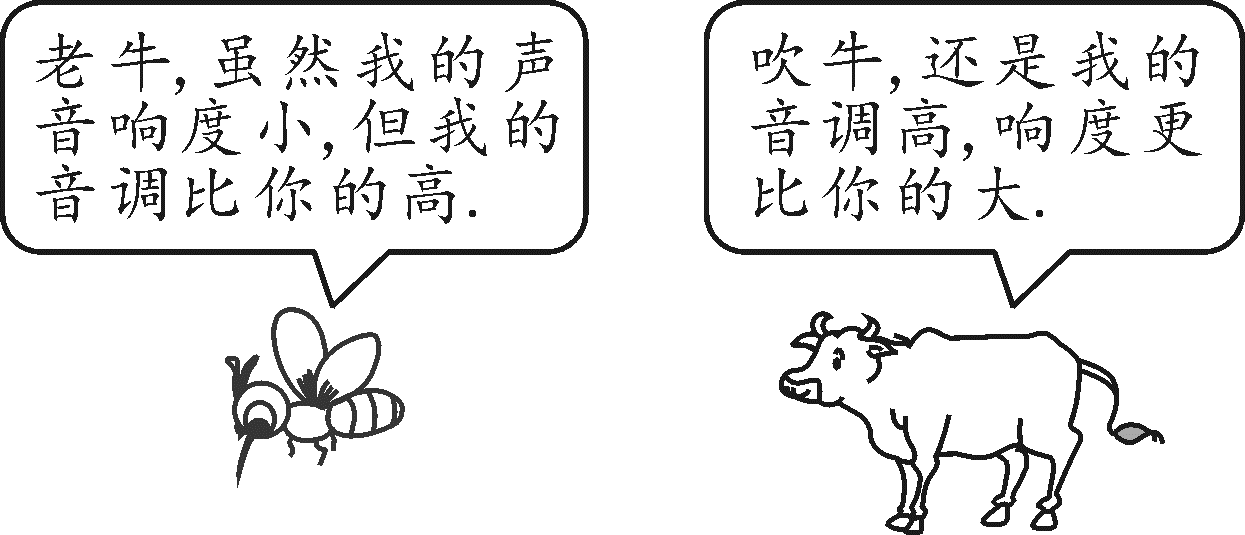 老牛,虽然我的声
音响度小,但我的
音调比你的高.
吹牛,还是我的
音调高,响度更
比你的大.